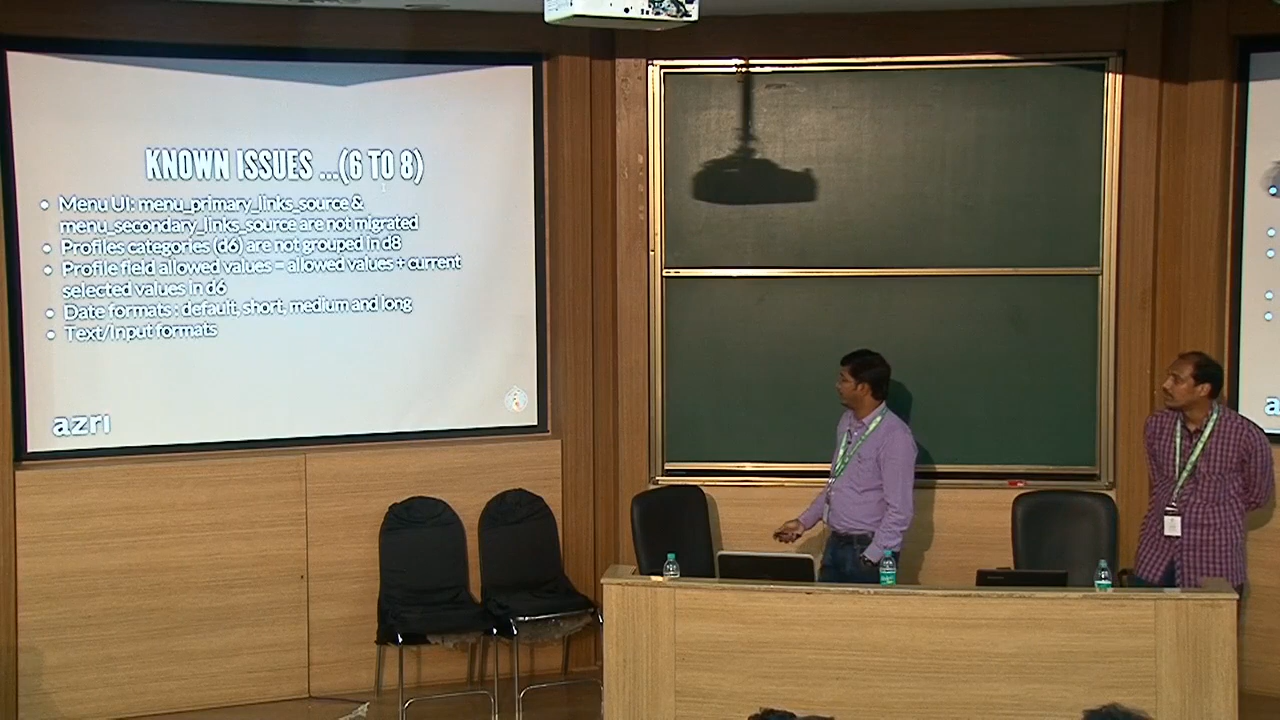 KNOWN ISSUES ...(6 TO 8)
• Menu UI: menu_primary_links_source &
menu_secondary_links_source are not migrated
• Profiles categories (d6) are not grouped in d8
• Profile field allowed values = allowed values + current
selected values in d6
• Date formats : default, short, medium and long
• Text/Input formats
azri